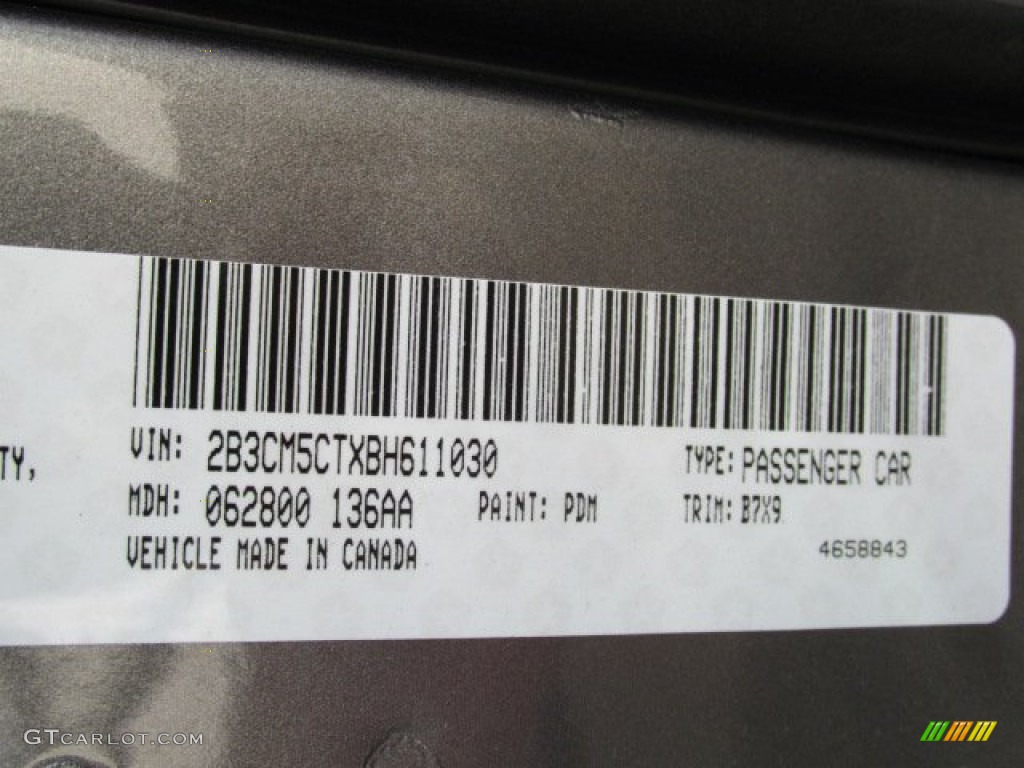 TY,
VIN: 2B3CM5CTXBH611030 TYPE: PASSENGER CAR
MDH: 062800 136AA PAINT: PDM TRIM: B7X9
VEHICLE MADE IN CANADA
4658843
GTCARLOT.COM